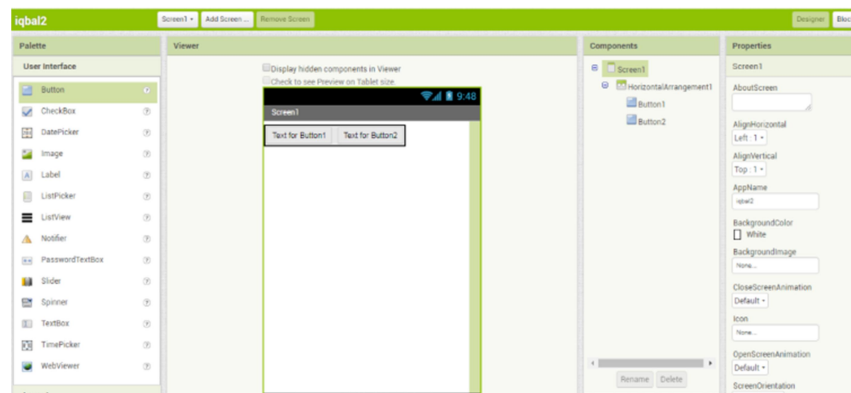 iqbal2
Screen1
Add Screen ...
Remove Screen
Designer
Bloc
Palette
User Interface
Button
CheckBox
DatePicker
Image
Label
ListPicker
ListView
Notifier
PasswordTextBox
Slider
Spinner
TextBox
TimePicker
WebViewer
Viewer
Display hidden components in Viewer
Check to see Preview on Tablet size.
9:48
Screen1
Text for Button1
Text for Button2
Components
Screen1
HorizontalArrangement1
Button1
Button2
Rename
Delete
Properties
Screen1
AboutScreen
AlignHorizontal
Left : 1
AlignVertical
Top : 1
AppName
iqbal2
BackgroundColor
White
BackgroundImage
None...
CloseScreenAnimation
Default
Icon
None...
OpenScreenAnimation
Default
ScreenOrientation